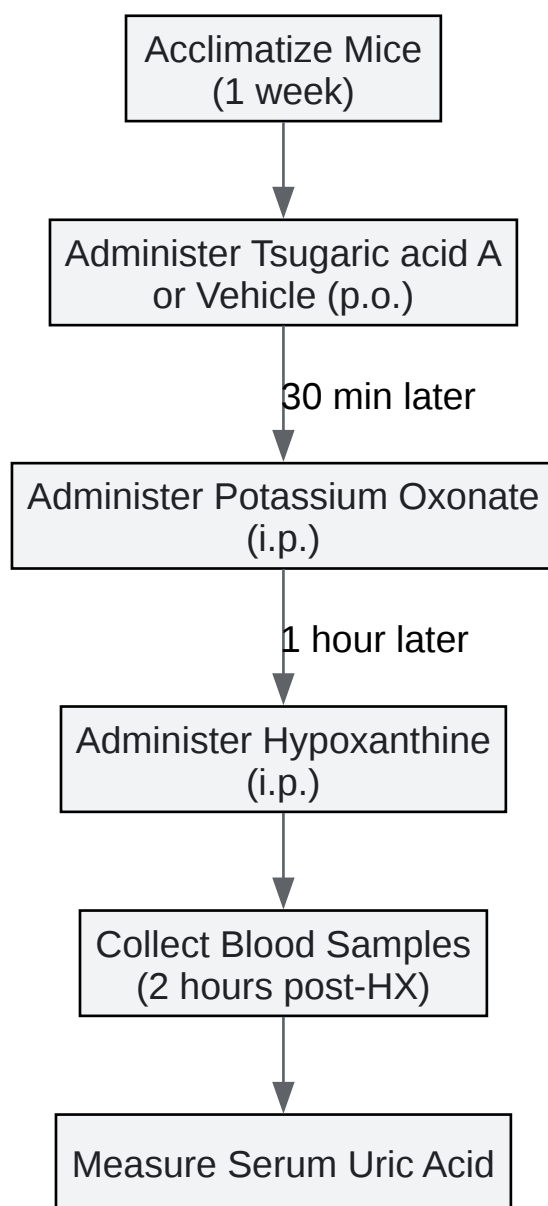 Acclimatize Mice
(1 week)
Administer Tsugaric acid A
or Vehicle (p.o.)
30 min later
Administer Potassium Oxonate
(i.p.)
1 hour later
Administer Hypoxanthine
(i.p.)
Collect Blood Samples
(2 hours post-HX)
Measure Serum Uric Acid